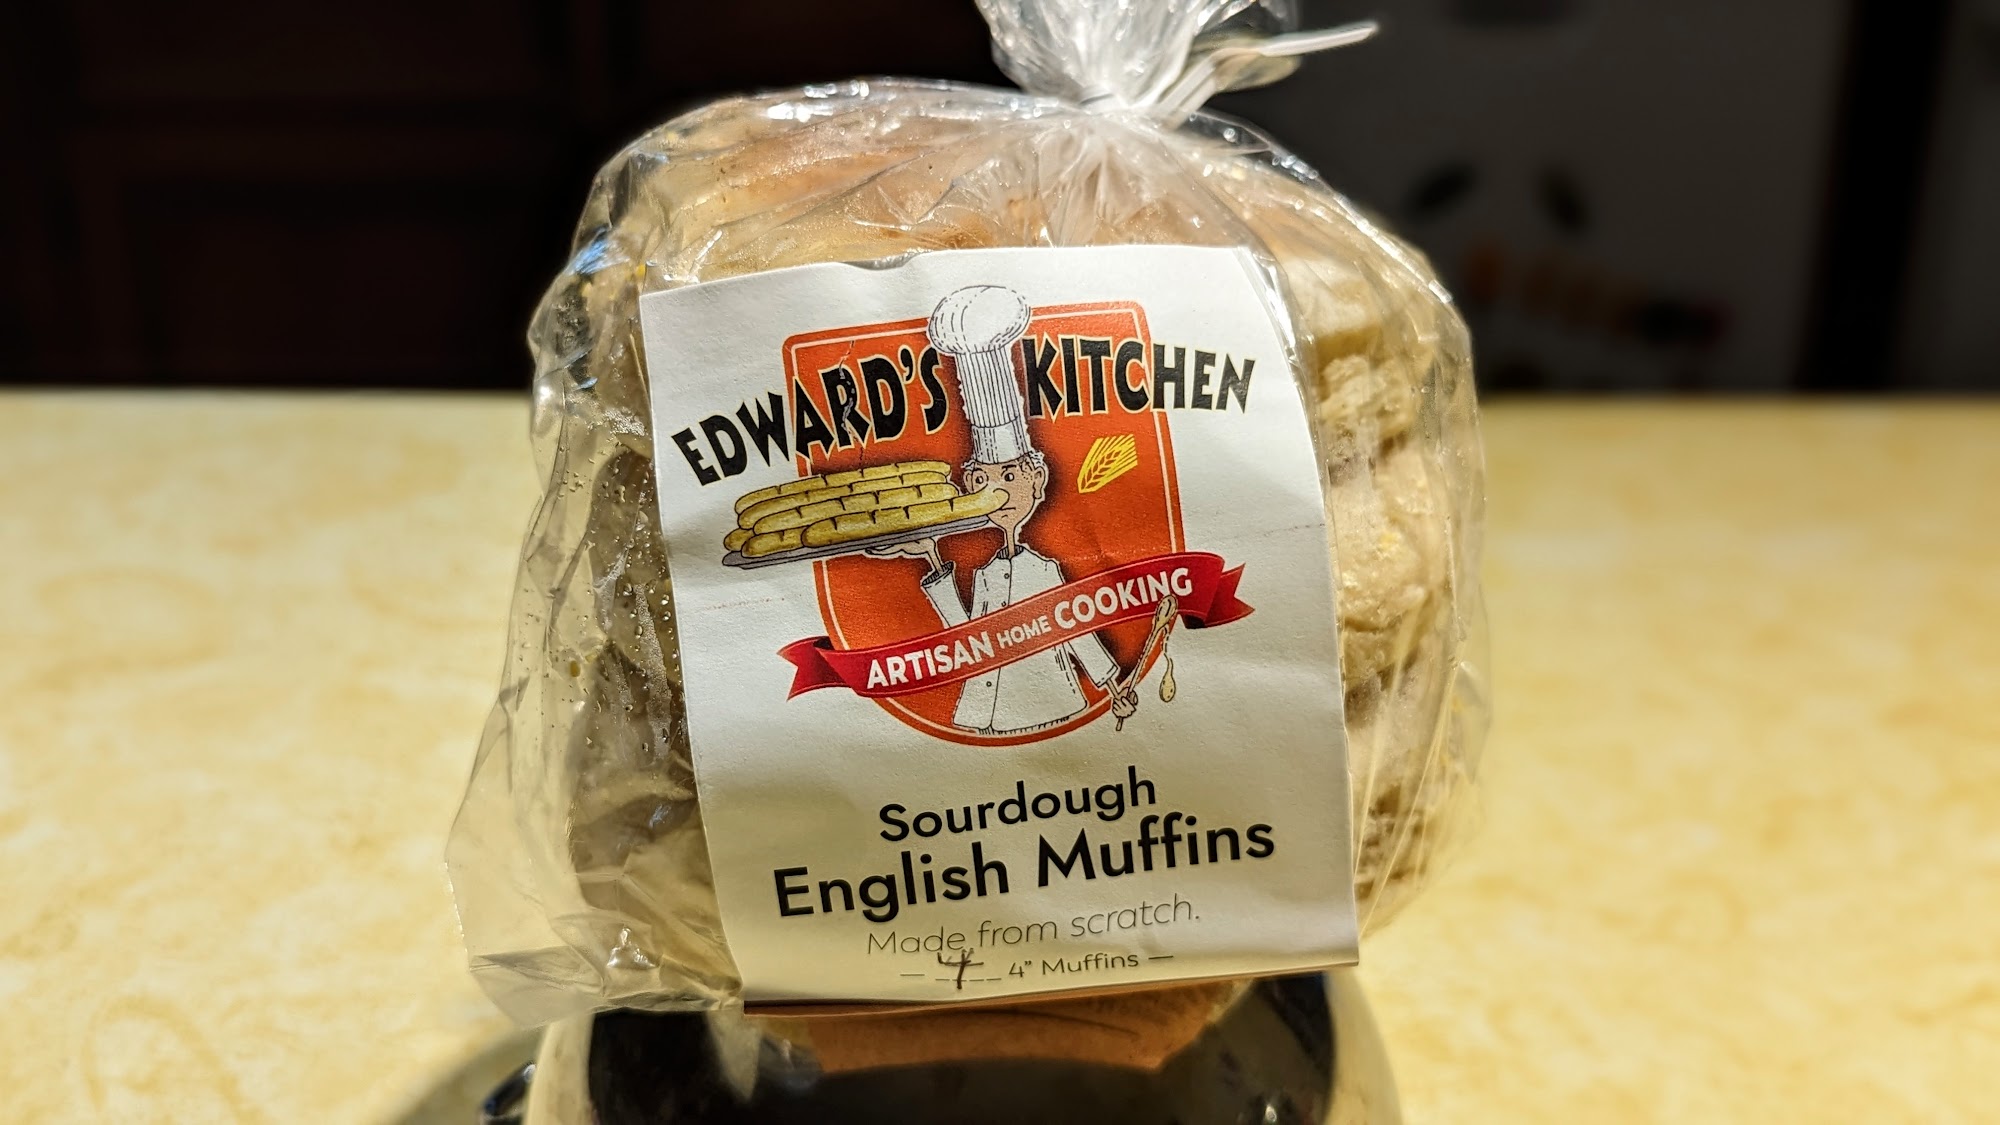 EDWARD'S KITCHEN
ARTISAN HOME COOKING
Sourdough
English Muffins
Made from scratch.
— 4 4" Muffins —